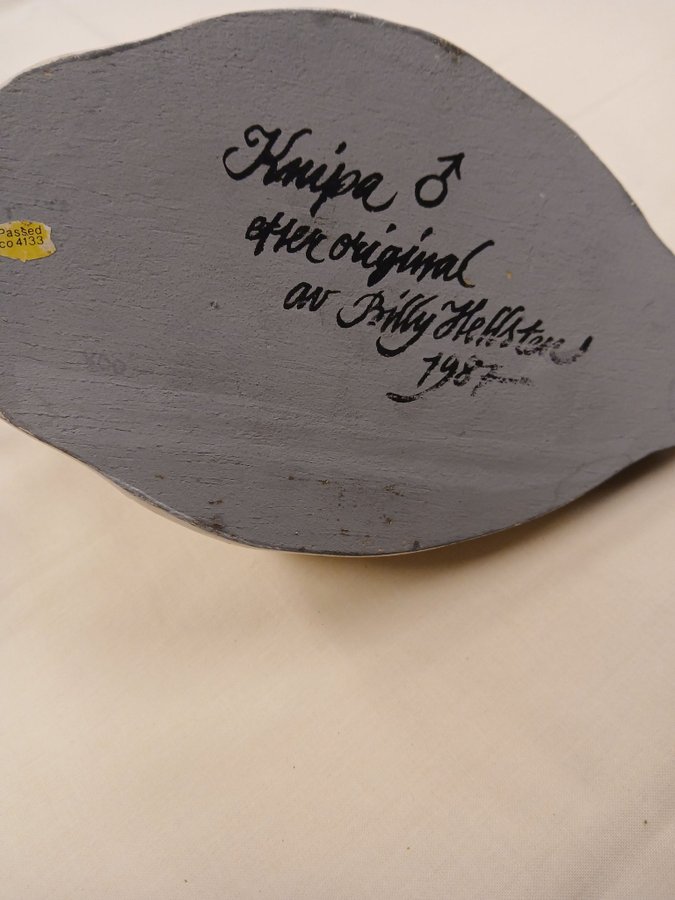 Knipa ♂
efter original
av Billy Hellsten
1987
Passed
co 4133